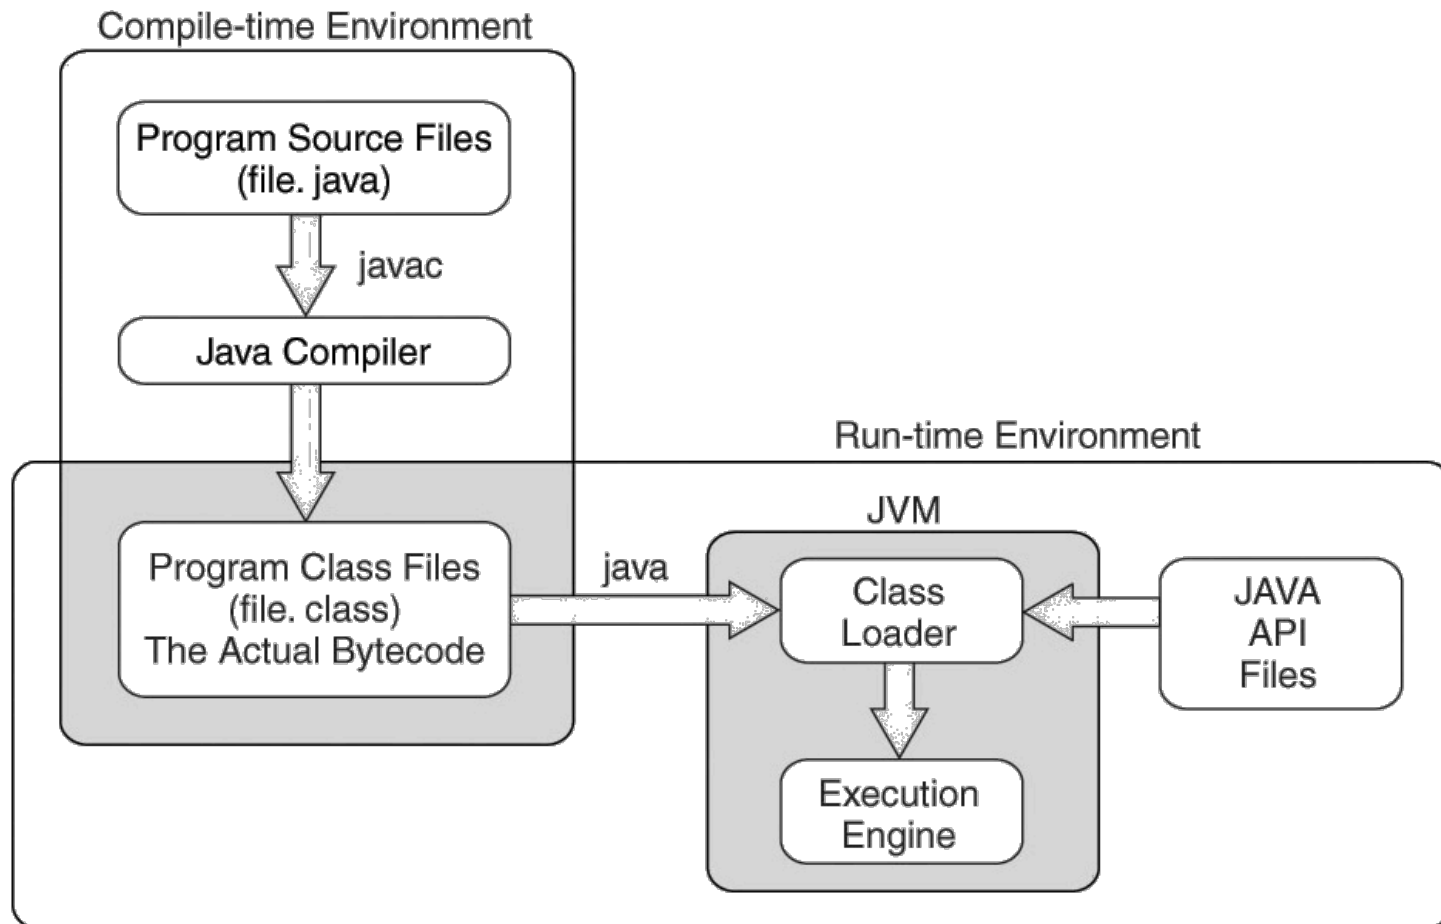 Compile-time Environment
Program Source Files
(file. java)
javac
Java Compiler
Run-time Environment
JVM
Program Class Files
(file. class)
The Actual Bytecode
java
Class
Loader
JAVA
API
Files
Execution
Engine